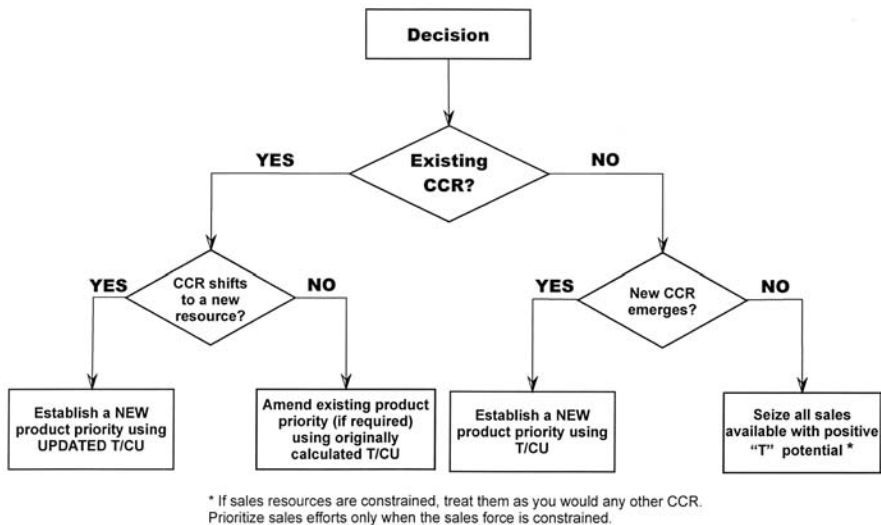 Decision
YES
Existing
CCR?
NO
YES
CCR shifts
to a new
resource?
NO
YES
New CCR
emerges?
NO
Establish a NEW
product priority using
UPDATED T/CU
Amend existing product
priority (if required)
using originally
calculated T/CU
Establish a NEW
product priority using
T/CU
Seize all sales
available with positive
“T” potential *
* If sales resources are constrained, treat them as you would any other CCR.
Prioritize sales efforts only when the sales force is constrained.